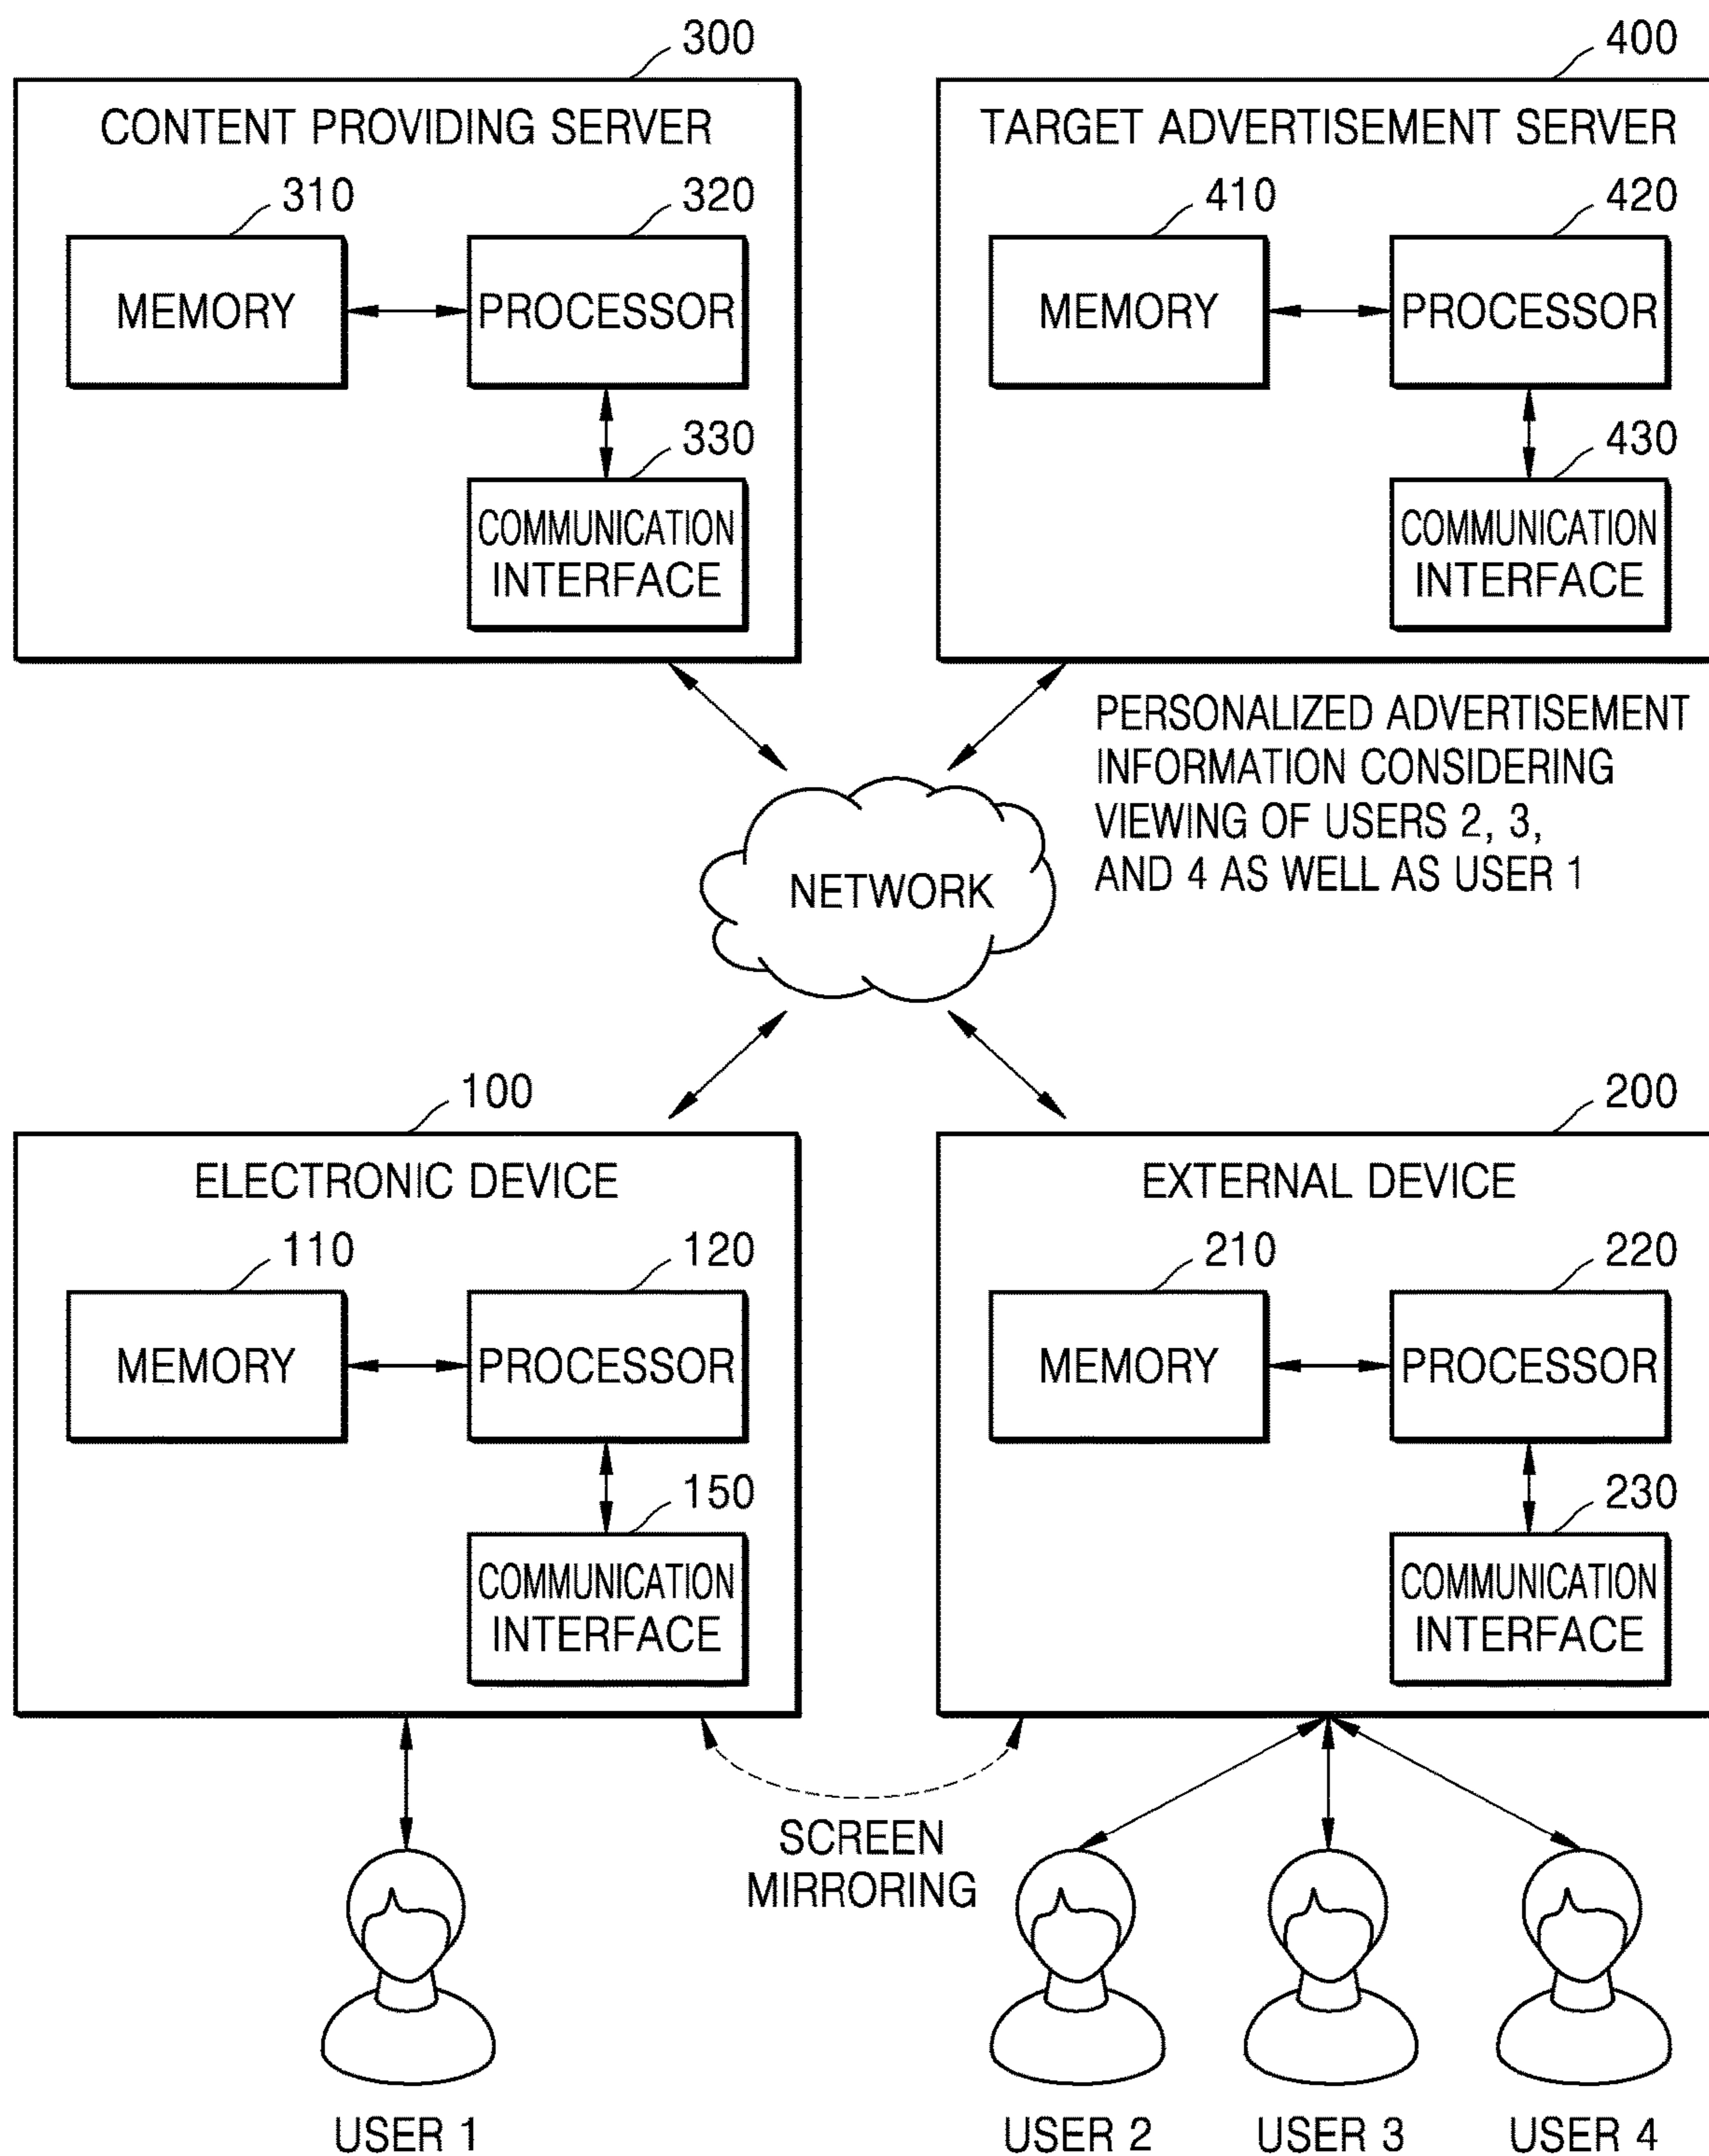 300
CONTENT PROVIDING SERVER
310
320
MEMORY
PROCESSOR
330
COMMUNICATION
INTERFACE
400
TARGET ADVERTISEMENT SERVER
410
420
MEMORY
PROCESSOR
430
COMMUNICATION
INTERFACE
PERSONALIZED ADVERTISEMENT
INFORMATION CONSIDERING
VIEWING OF USERS 2, 3,
AND 4 AS WELL AS USER 1
NETWORK
100
ELECTRONIC DEVICE
110
120
MEMORY
PROCESSOR
150
COMMUNICATION
INTERFACE
200
EXTERNAL DEVICE
210
220
MEMORY
PROCESSOR
230
COMMUNICATION
INTERFACE
SCREEN
MIRRORING
USER 1
USER 2
USER 3
USER 4